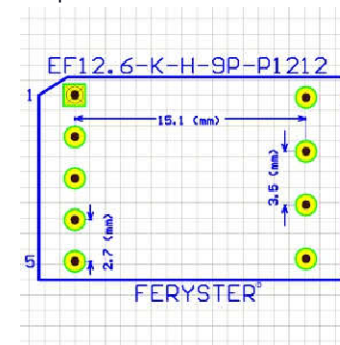 EF12.6-K-H-9P-P1212
1
15.1 (mm)
3.5 (mm)
2.7 (mm)
5
FERYSTER®